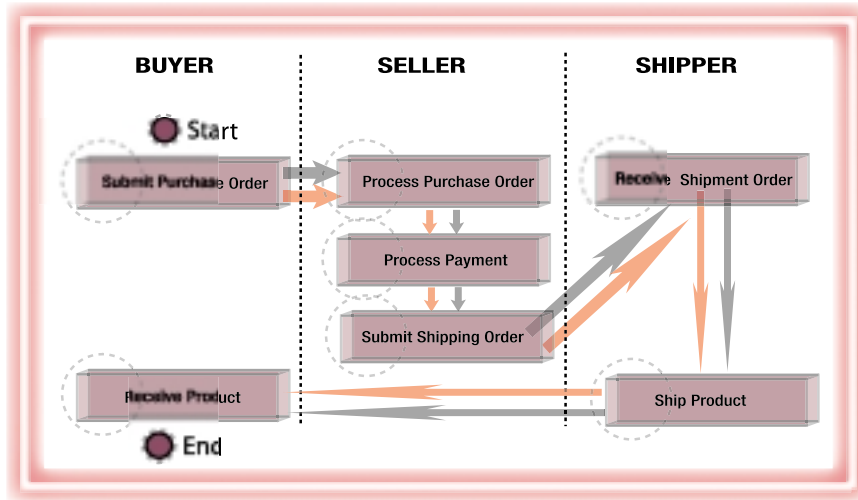 BUYER
SELLER
SHIPPER
Start
Submit Purchase Order
Process Purchase Order
Receive Shipment Order
Process Payment
Submit Shipping Order
Receive Product
Ship Product
End